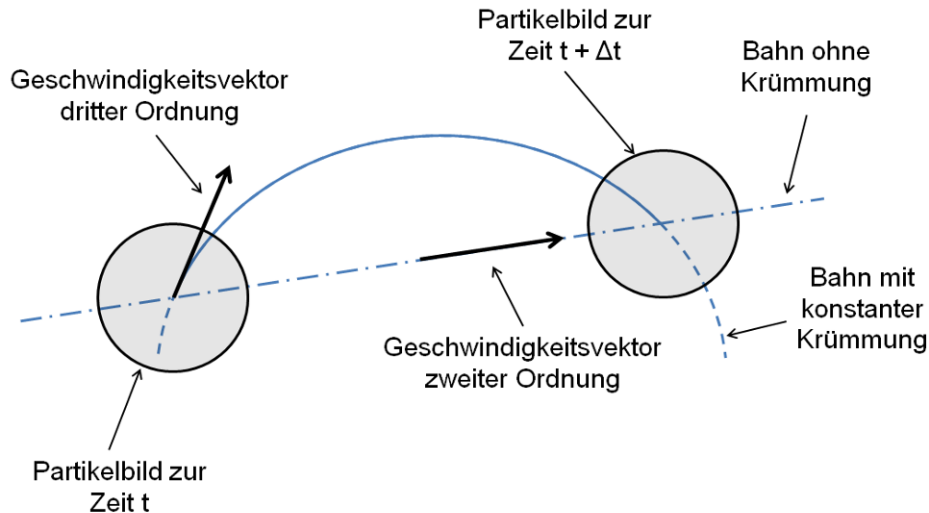 Partikelbild zur
Zeit t + Δt
Bahn ohne
Krümmung
Geschwindigkeitsvektor
dritter Ordnung
Bahn mit
konstanter
Krümmung
Geschwindigkeitsvektor
zweiter Ordnung
Partikelbild zur
Zeit t